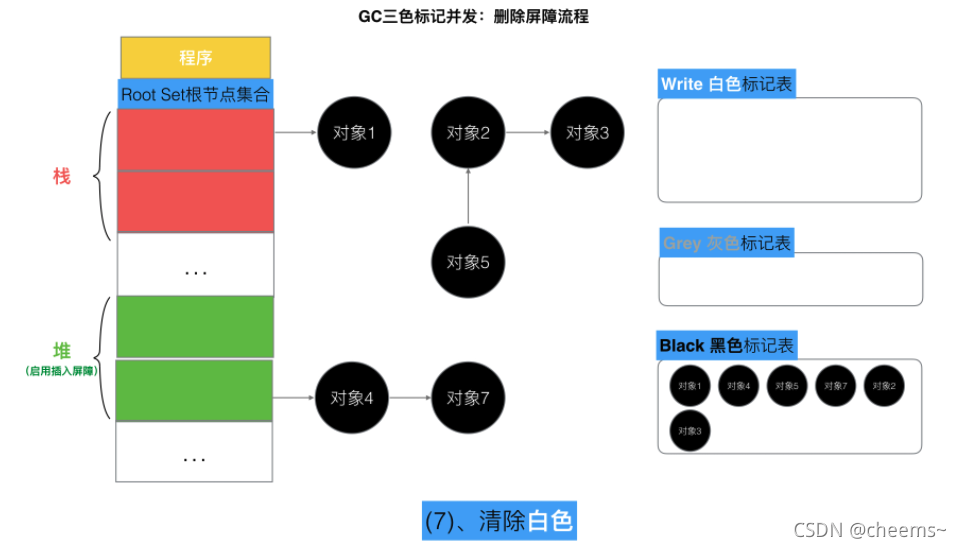 GC三色标记并发：删除屏障流程
程序
Root Set根节点集合
栈
...
堆
（启用插入屏障）
...
对象1
对象2
对象3
对象5
对象4
对象7
Write 白色标记表
Grey 灰色标记表
Black 黑色标记表
对象1 对象4 对象5 对象7 对象2
对象3
(7)、清除白色
CSDN @cheems~